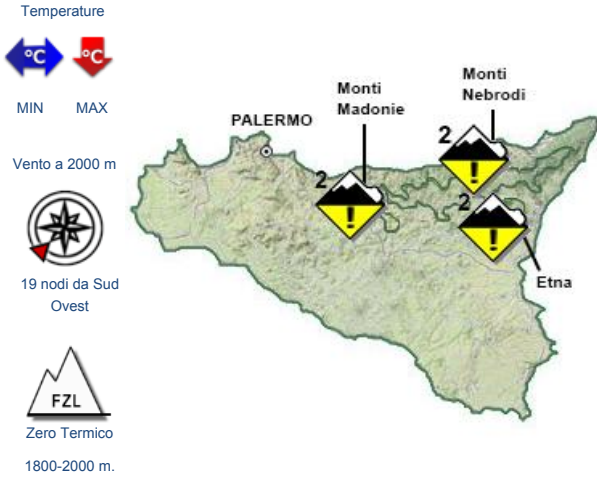 Temperature
°C
°C
MIN
MAX
Vento a 2000 m
19 nodi da Sud
Ovest
FZL
Zero Termico
1800-2000 m.
PALERMO
Monti
Madonie
2
!
Monti
Nebrodi
2
!
2
!
Etna